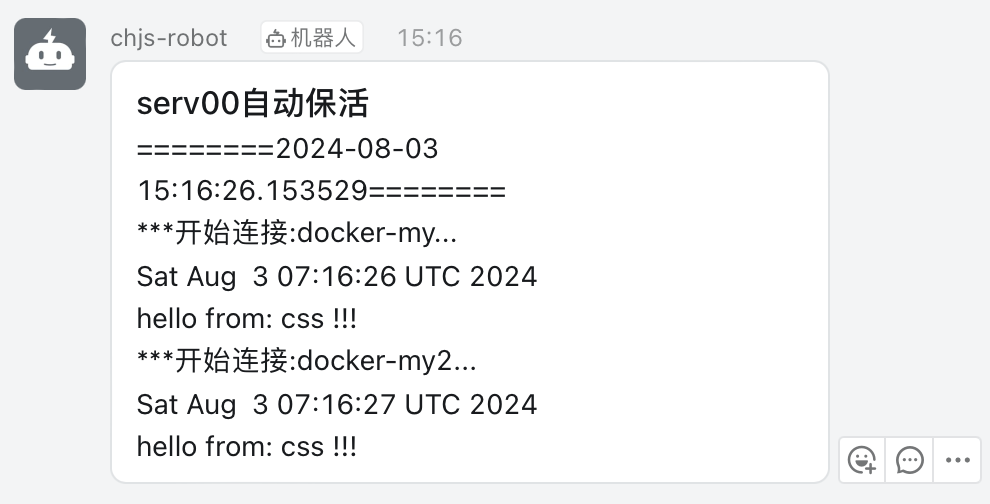 chjs-robot 机器人 15:16
serv00自动保活
========2024-08-03
15:16:26.153529========
***开始连接:docker-my...
Sat Aug  3 07:16:26 UTC 2024
hello from: css !!!
***开始连接:docker-my2...
Sat Aug  3 07:16:27 UTC 2024
hello from: css !!!